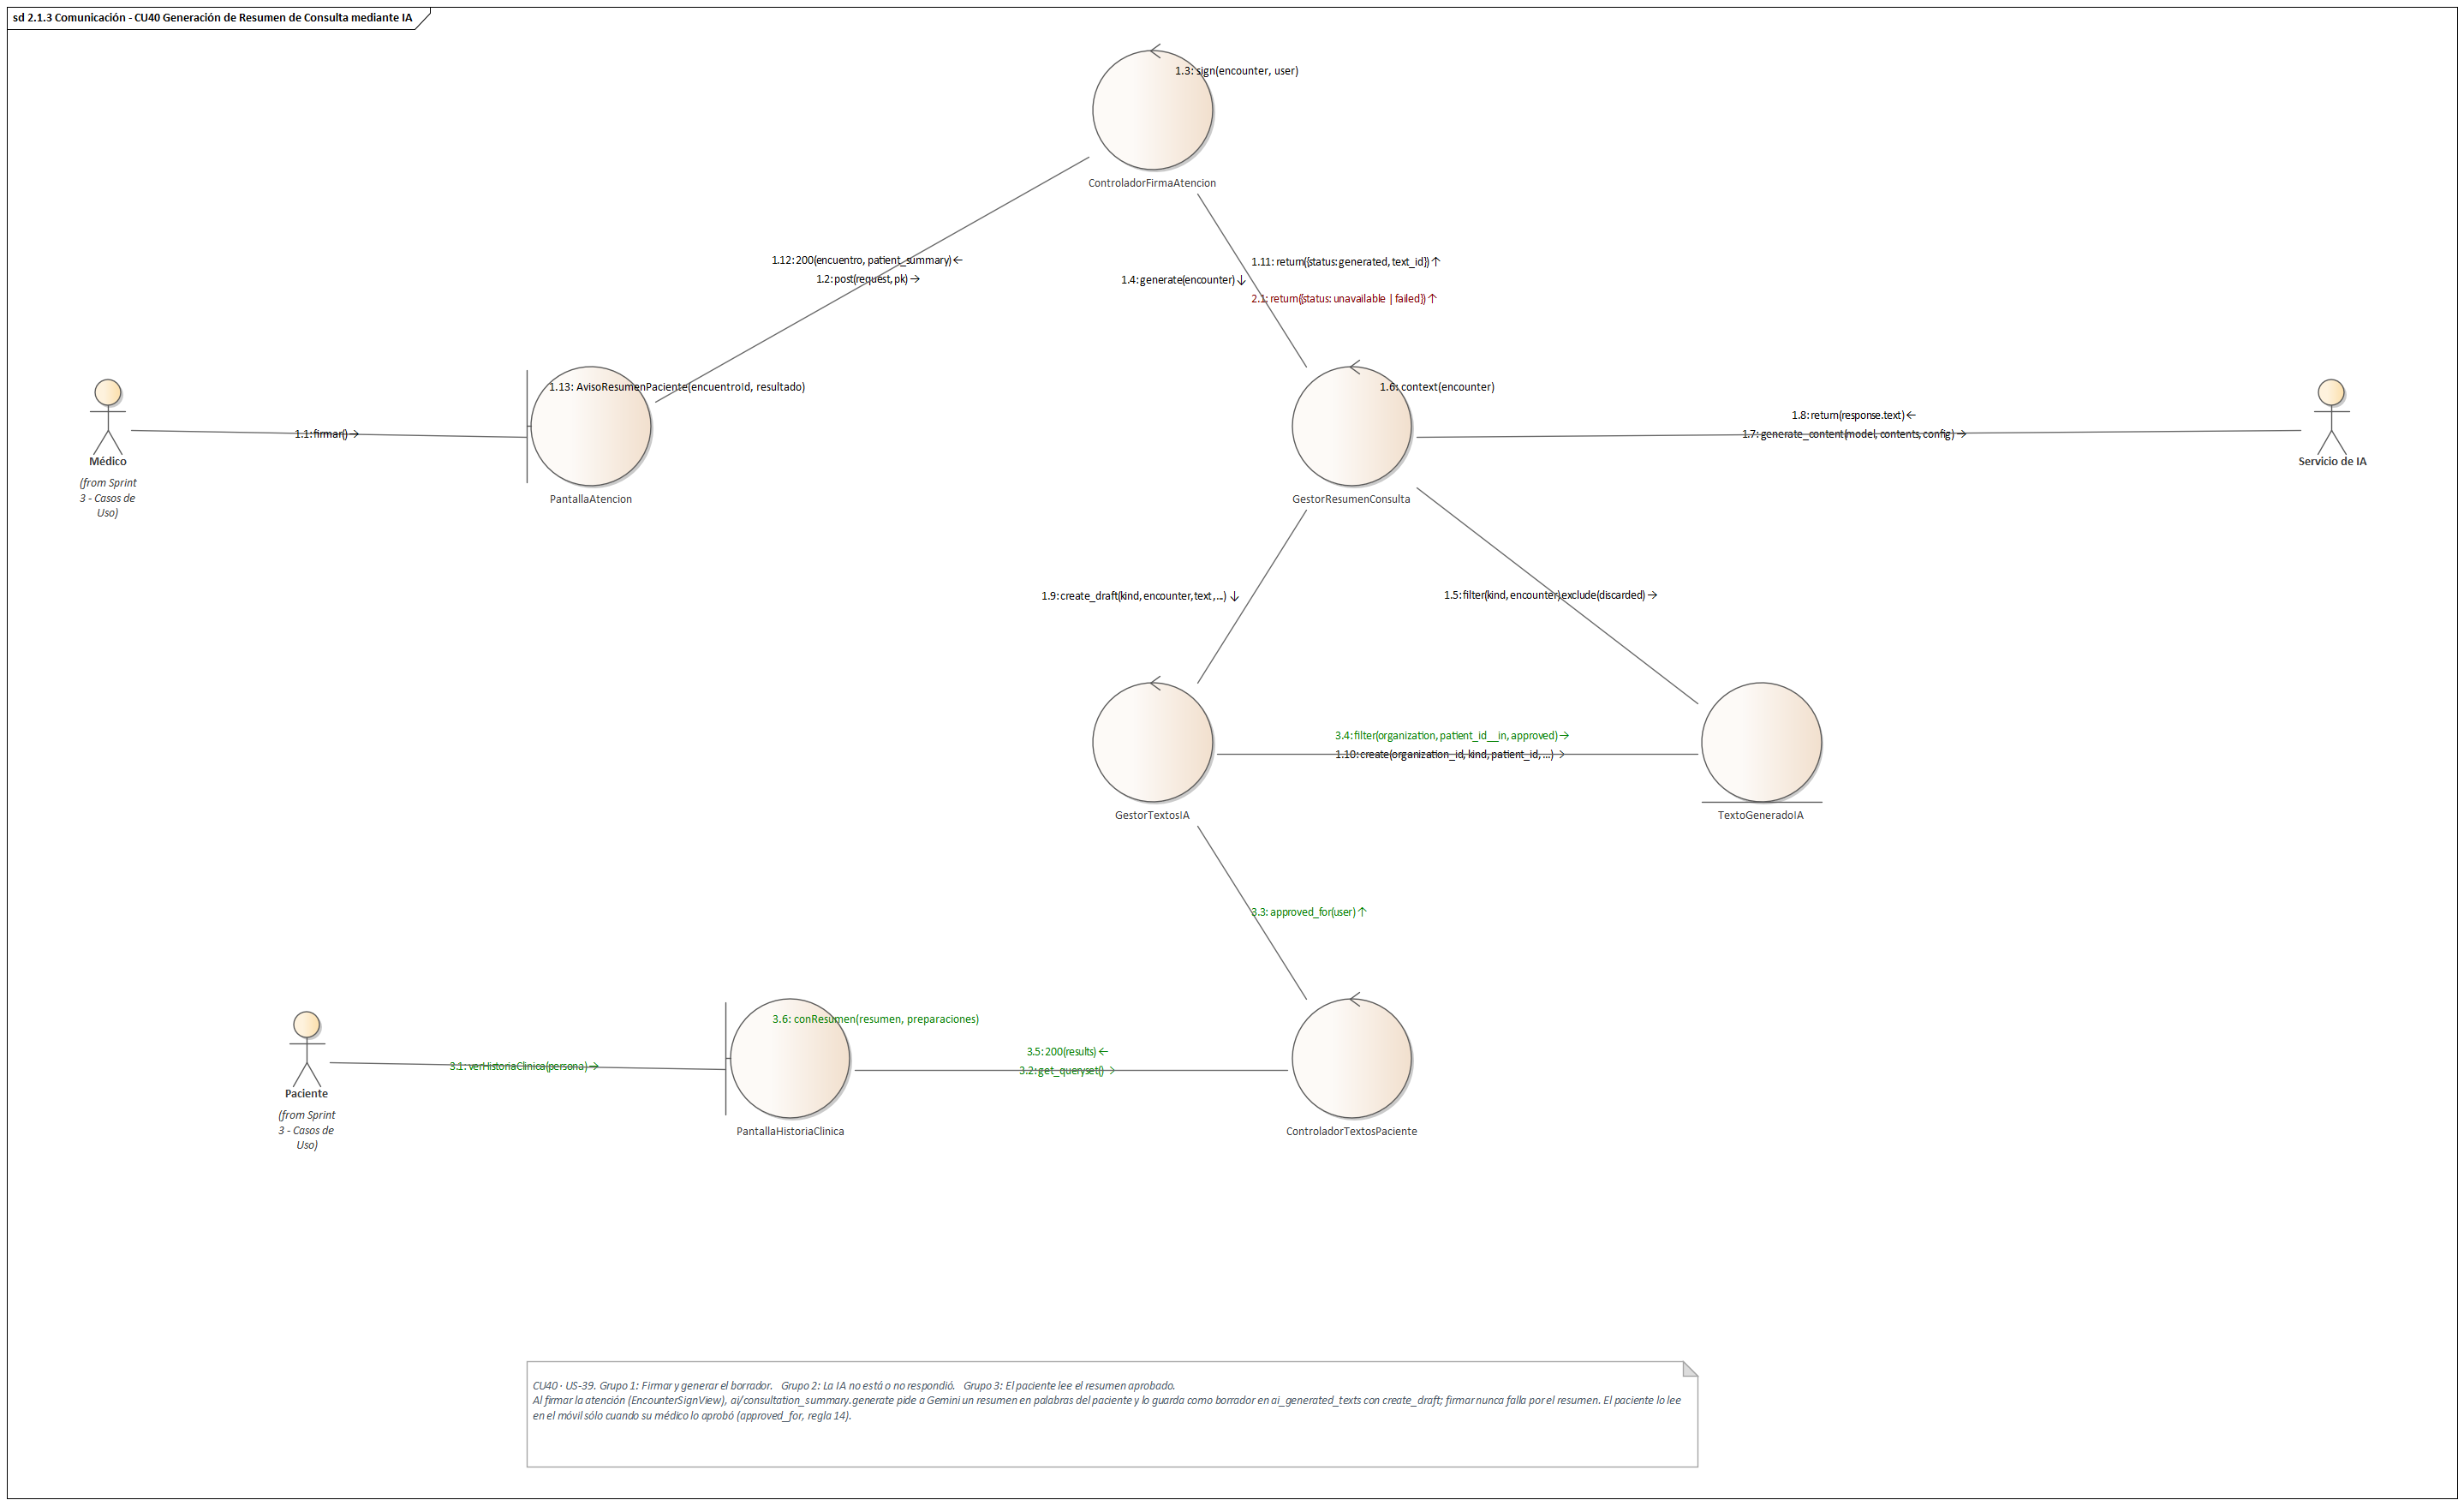 sd 2.1.3 Comunicación - CU40 Generación de Resumen de Consulta mediante IA
1.3: sign(encounter, user)
ControladorFirmaAtencion
1.12: 200(encuentro, patient_summary)←
1.2: post(request, pk)→
1.11: return({status: generated, text_id})↑
1.4: generate(encounter)↓
2.1: return({status: unavailable | failed})↑
1.13: AvisoResumenPaciente(encuentroId, resultado)
1.6: context(encounter)
1.8: return(response.text)←
1.1: firmar()→
1.7: generate_content(model, contents, config)→
Médico
(from Sprint
3 - Casos de
Uso)
PantallaAtencion
GestorResumenConsulta
Servicio de IA
1.9: create_draft(kind, encounter, text, ...)↓
1.5: filter(kind, encounter).exclude(discarded)→
3.4: filter(organization, patient_id__in, approved)→
1.10: create(organization_id, kind, patient_id, ...)→
GestorTextosIA
TextoGeneradoIA
3.3: approved_for(user)↑
3.6: conResumen(resumen, preparaciones)
3.5: 200(results)←
3.1: verHistoriaClinica(persona)→
3.2: get_queryset()→
Paciente
(from Sprint
3 - Casos de
Uso)
PantallaHistoriaClinica
ControladorTextosPaciente
CU40 · US-39. Grupo 1: Firmar y generar el borrador. Grupo 2: La IA no está o no respondió. Grupo 3: El paciente lee el resumen aprobado.
Al firmar la atención (EncounterSignView), ai/consultation_summary.generate pide a Gemini un resumen en palabras del paciente y lo guarda como borrador en ai_generated_texts con create_draft; firmar nunca falla por el resumen. El paciente lo lee
en el móvil sólo cuando su médico lo aprobó (approved_for, regla 14).